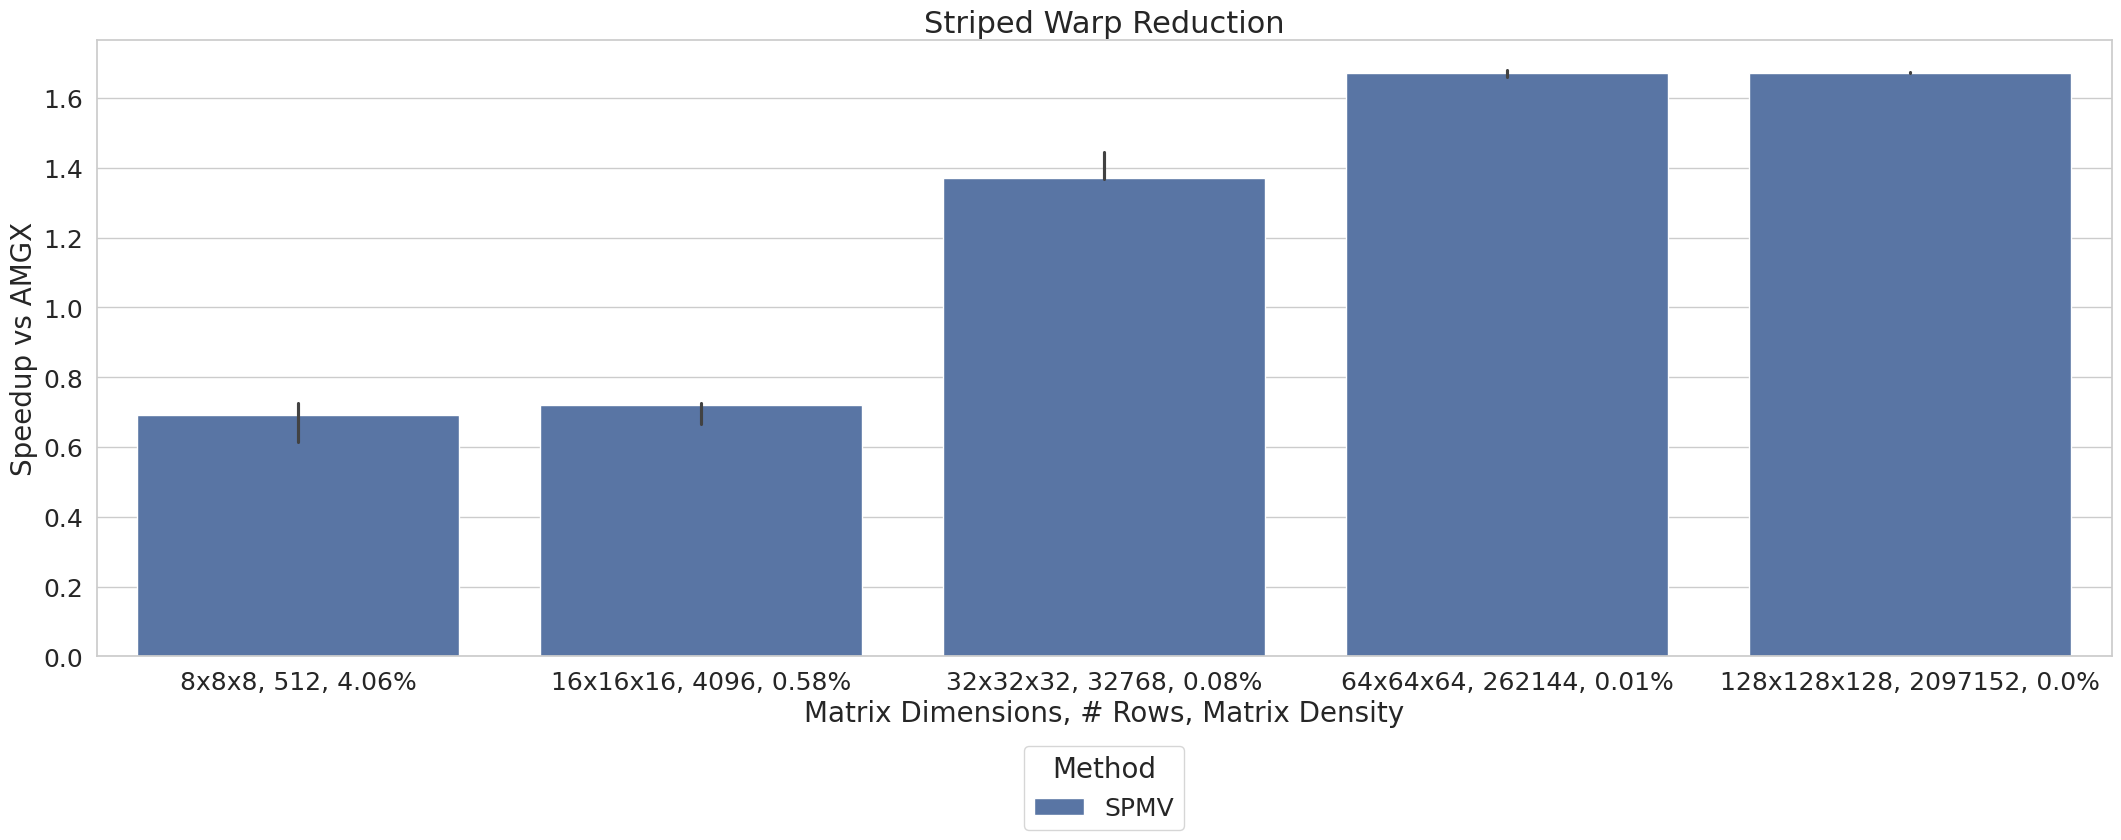 Striped Warp Reduction
Speedup vs AMGX
1.6
1.4
1.2
1.0
0.8
0.6
0.4
0.2
0.0
8x8x8, 512, 4.06%
16x16x16, 4096, 0.58%
32x32x32, 32768, 0.08%
64x64x64, 262144, 0.01%
128x128x128, 2097152, 0.0%
Matrix Dimensions, # Rows, Matrix Density
Method
SPMV